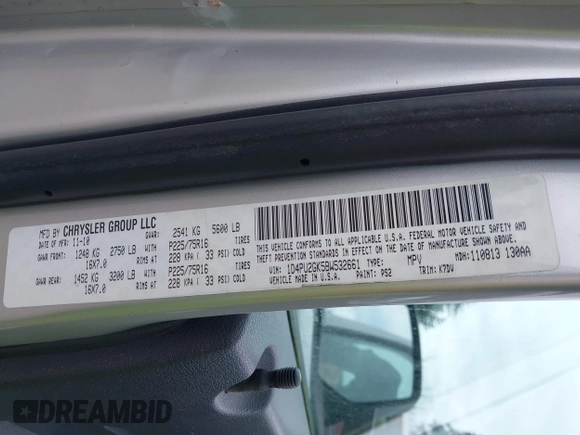 MFD BY CHRYSLER GROUP LLC
DATE OF MFR 11-10 GVWR: 2541 KG 5600 LB
GAWR FRONT 1248 KG 2750 LB WITH P225/75R16 TIRES
16X7.0 RIMS AT 228 KPA ( 33 PSI) COLD
GAWR REAR 1452 KG 3200 LB WITH P225/75R16 TIRES
16X7.0 RIMS AT 228 KPA ( 33 PSI) COLD
THIS VEHICLE CONFORMS TO ALL APPLICABLE U.S.A. FEDERAL MOTOR VEHICLE SAFETY AND
THEFT PREVENTION STANDARDS IN EFFECT ON THE DATE OF MANUFACTURE SHOWN ABOVE.
VIN: 1D4PU2GK5BW532661 TYPE: MPV MDH: 110813 130AA
VEHICLE MADE IN U.S.A. PAINT: PS2 TRIM: K7DV
DREAMBID